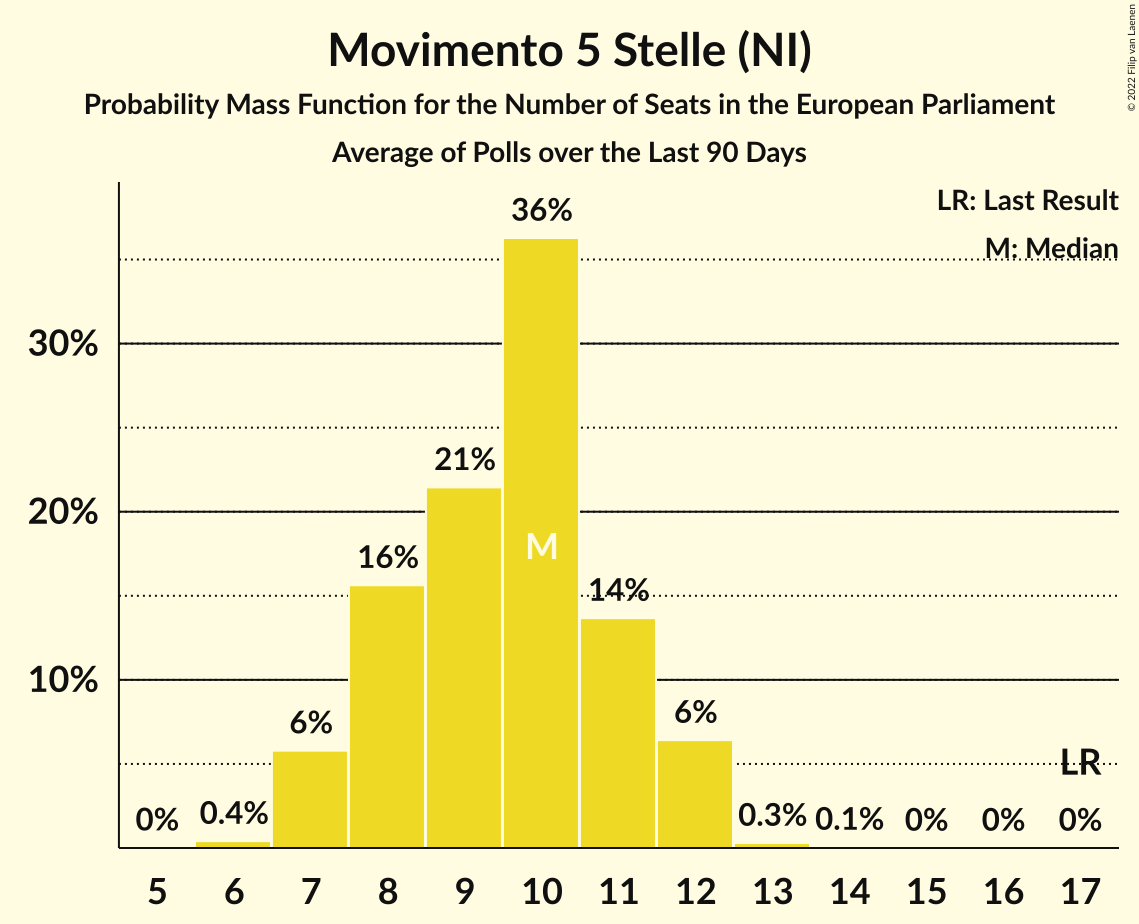 Movimento 5 Stelle (NI)
Probability Mass Function for the Number of Seats in the European Parliament
Average of Polls over the Last 90 Days
© 2022 Filip van Laenen
LR: Last Result
M: Median
36%
30%
21%
20%
16%
M
14%
10%
6%
6%
LR
0%
0.4%
0.3%
0.1%
0%
0%
0%
5 6 7 8 9 10 11 12 13 14 15 16 17